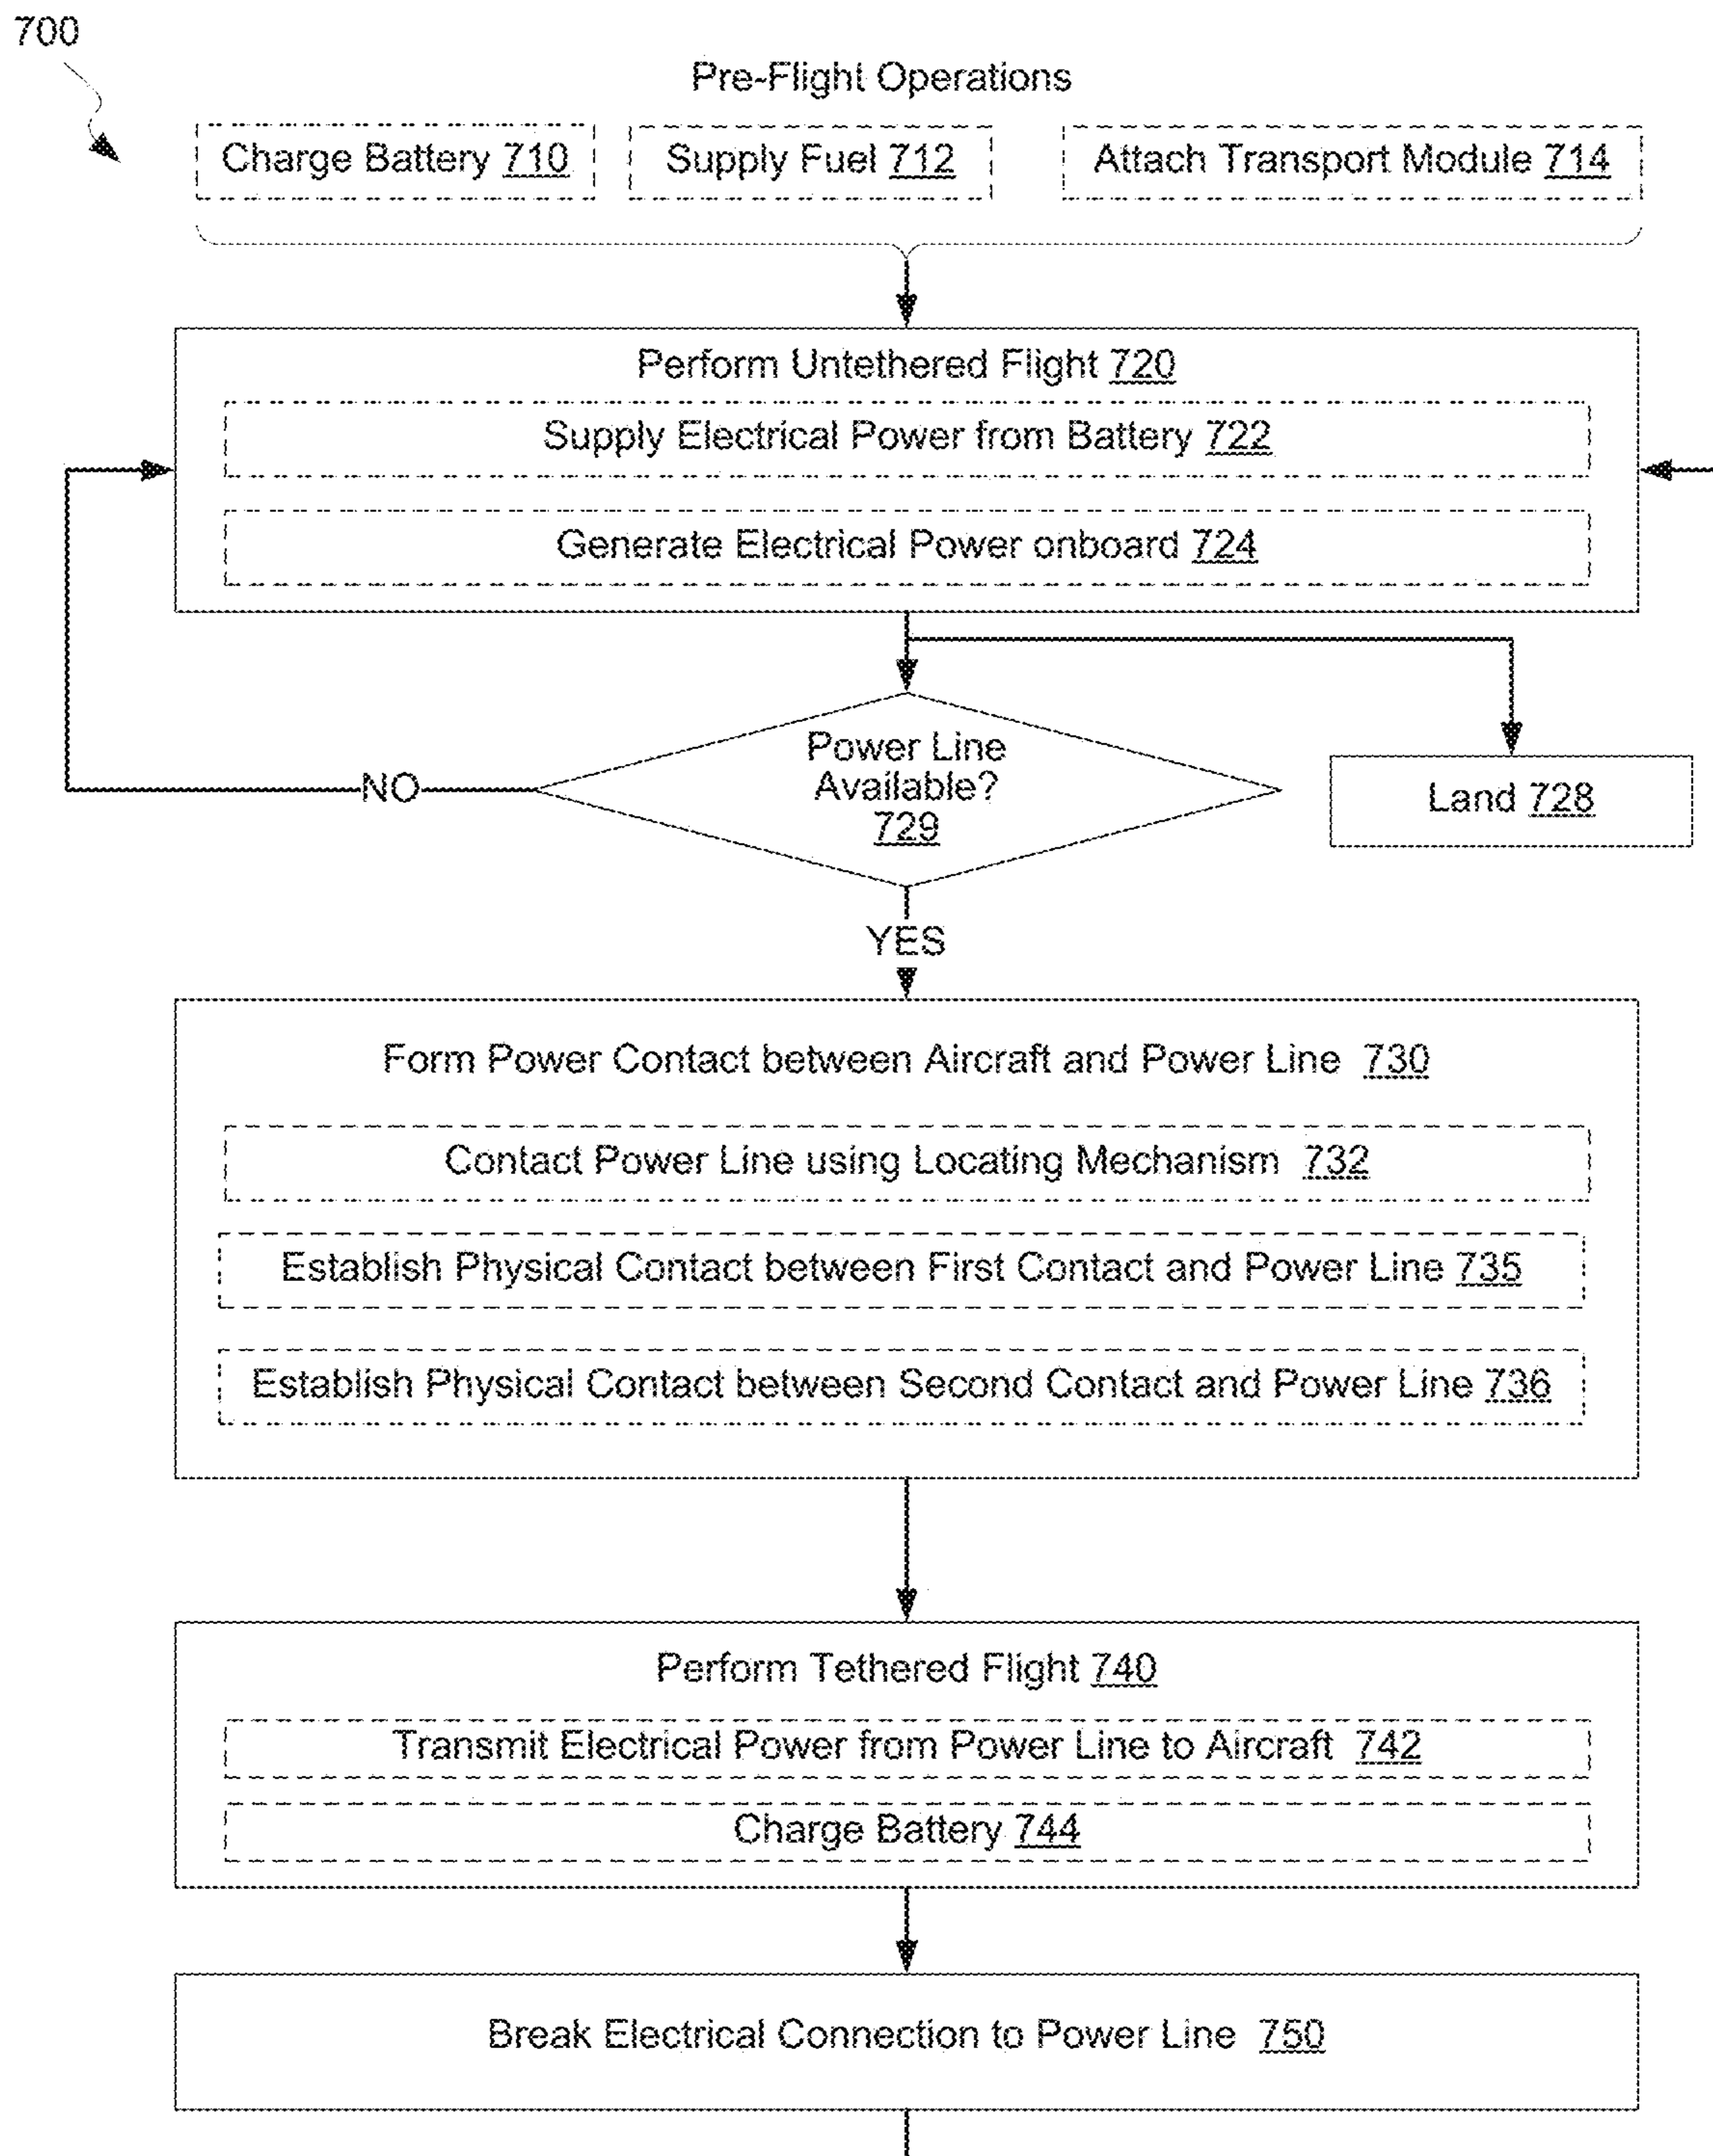 700
Pre-Flight Operations
Charge Battery 710
Supply Fuel 712
Attach Transport Module 714
Perform Untethered Flight 720
Supply Electrical Power from Battery 722
Generate Electrical Power onboard 724
Power Line
Available?
729
NO
Land 728
YES
Form Power Contact between Aircraft and Power Line 730
Contact Power Line using Locating Mechanism 732
Establish Physical Contact between First Contact and Power Line 735
Establish Physical Contact between Second Contact and Power Line 736
Perform Tethered Flight 740
Transmit Electrical Power from Power Line to Aircraft 742
Charge Battery 744
Break Electrical Connection to Power Line 750